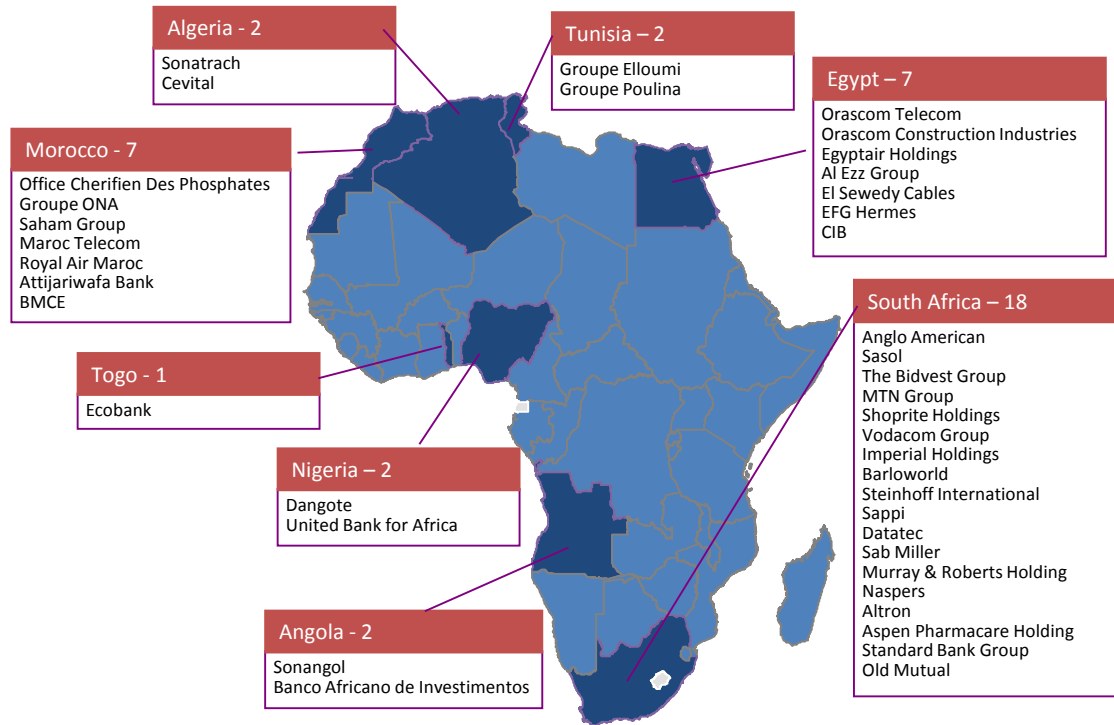 Algeria - 2
Sonatrach
Cevital
Tunisia – 2
Groupe Elloumi
Groupe Poulina
Egypt – 7
Orascom Telecom
Orascom Construction Industries
Egyptair Holdings
Al Ezz Group
El Sewedy Cables
EFG Hermes
CIB
Morocco - 7
Office Cherifien Des Phosphates
Groupe ONA
Saham Group
Maroc Telecom
Royal Air Maroc
Attijariwafa Bank
BMCE
South Africa – 18
Anglo American
Sasol
The Bidvest Group
MTN Group
Shoprite Holdings
Vodacom Group
Imperial Holdings
Barloworld
Steinhoff International
Sappi
Datatec
Sab Miller
Murray & Roberts Holding
Naspers
Altron
Aspen Pharmacare Holding
Standard Bank Group
Old Mutual
Togo - 1
Ecobank
Nigeria – 2
Dangote
United Bank for Africa
Angola - 2
Sonangol
Banco Africano de Investimentos